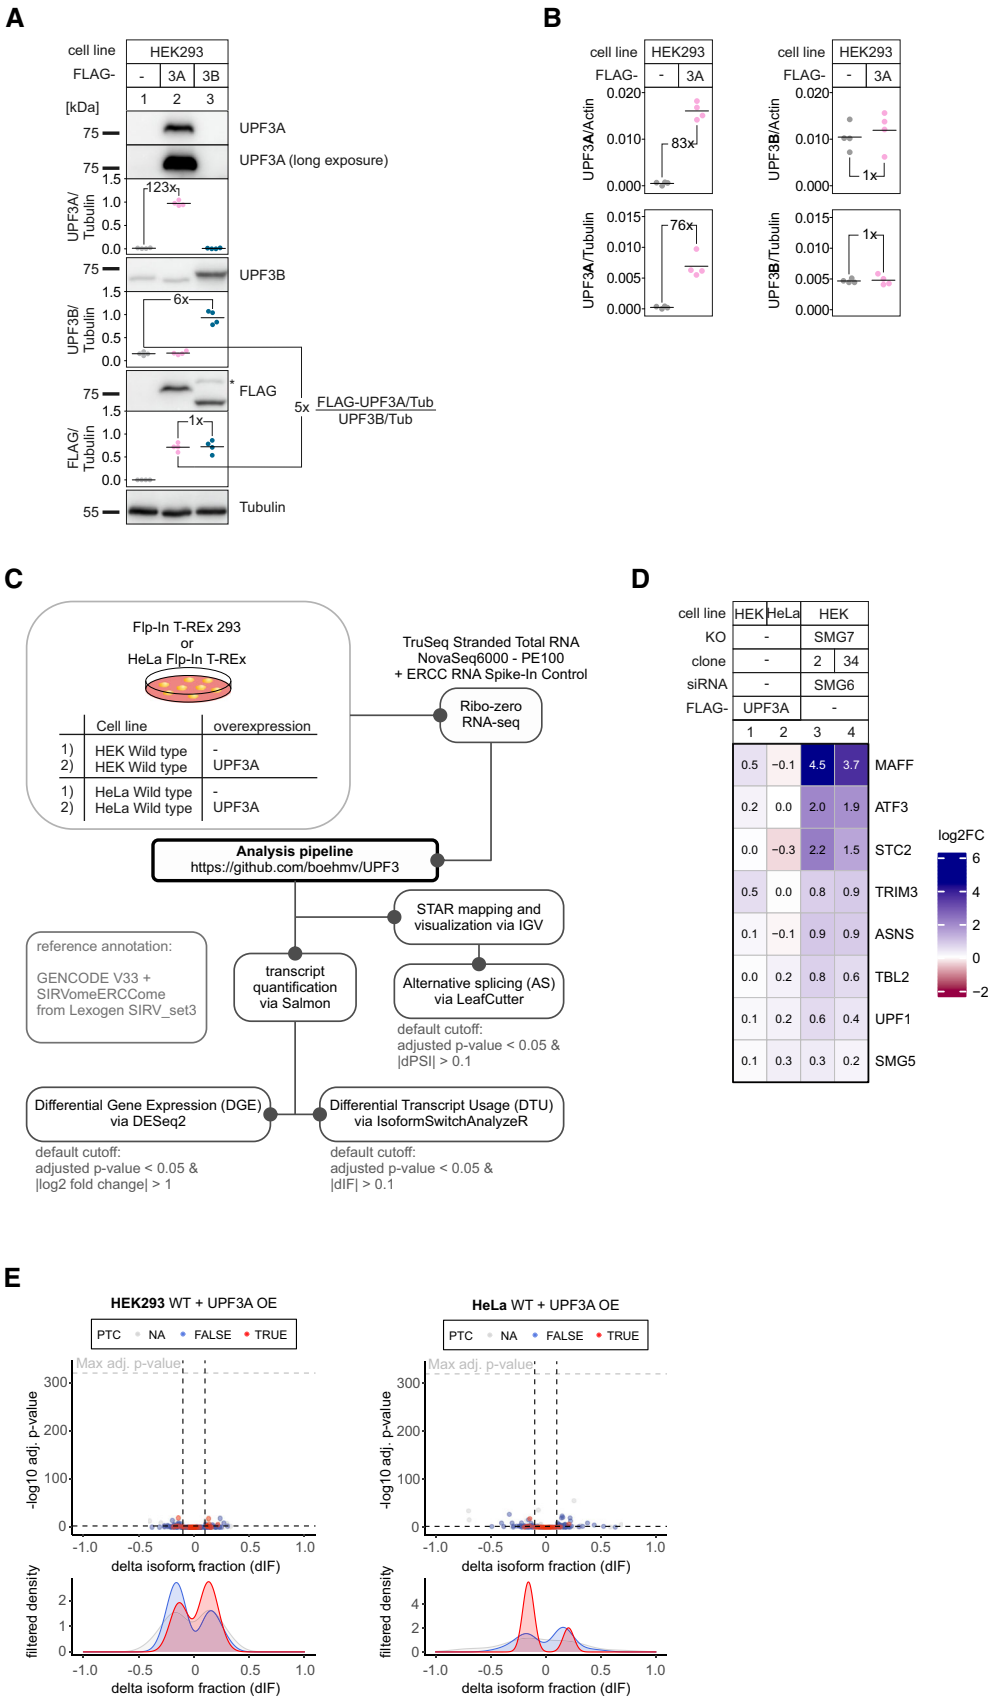 A
cell line HEK293
FLAG- - 3A 3B
[kDa] 1 2 3
75 UPF3A
75 UPF3A (long exposure)
UPF3A/
Tubulin
1.5
1.0
0.5
0.0
123x
75 UPF3B
UPF3B/
Tubulin
1.5
1.0
0.5
0.0
6x
75 * FLAG
FLAG/
Tubulin
1.5
1.0
0.5
0.0
1x
5x FLAG-UPF3A/Tub
UPF3B/Tub
55 Tubulin
B
cell line HEK293
FLAG- - 3A
UPF3A/Actin
0.020
0.010
0.000
83x
UPF3A/Tubulin
0.015
0.010
0.005
0.000
76x
cell line HEK293
FLAG- - 3A
UPF3B/Actin
0.020
0.010
0.000
1x
UPF3B/Tubulin
0.015
0.010
0.005
0.000
1x
C
Flp-In T-REx 293
or
HeLa Flp-In T-REx
Cell line overexpression
1) HEK Wild type -
2) HEK Wild type UPF3A
1) HeLa Wild type -
2) HeLa Wild type UPF3A
TruSeq Stranded Total RNA
NovaSeq6000 - PE100
+ ERCC RNA Spike-In Control
Ribo-zero
RNA-seq
Analysis pipeline
https://github.com/boehmv/UPF3
STAR mapping and
visualization via IGV
reference annotation:
GENCODE V33 +
SIRVomeERCCome
from Lexogen SIRV_set3
transcript
quantification
via Salmon
Alternative splicing (AS)
via LeafCutter
default cutoff:
adjusted p-value < 0.05 &
|dPSI| > 0.1
Differential Gene Expression (DGE)
via DESeq2
default cutoff:
adjusted p-value < 0.05 &
|log2 fold change| > 1
Differential Transcript Usage (DTU)
via IsoformSwitchAnalyzeR
default cutoff:
adjusted p-value < 0.05 &
|dIF| > 0.1
D
cell line HEK HeLa HEK
KO - SMG7
clone - 2 34
siRNA - SMG6
FLAG- UPF3A -
1 2 3 4
0.5 −0.1 4.5 3.7 MAFF
0.2 0.0 2.0 1.9 ATF3
0.0 −0.3 2.2 1.5 STC2
0.5 0.0 0.8 0.9 TRIM3
0.1 −0.1 0.9 0.9 ASNS
0.0 0.2 0.8 0.6 TBL2
0.1 0.2 0.6 0.4 UPF1
0.1 0.3 0.3 0.2 SMG5
log2FC
6
4
2
0
−2
E
HEK293 WT + UPF3A OE
PTC NA FALSE TRUE
Max adj. p-value
-log10 adj. p-value
300
200
100
0
-1.0 -0.5 0 0.5 1.0
delta isoform fraction (dIF)
filtered density
2
1
0
-1.0 -0.5 0 0.5 1.0
delta isoform fraction (dIF)
HeLa WT + UPF3A OE
PTC NA FALSE TRUE
Max adj. p-value
-log10 adj. p-value
300
200
100
0
-1.0 -0.5 0 0.5 1.0
delta isoform fraction (dIF)
filtered density
4
2
0
-1.0 -0.5 0 0.5 1.0
delta isoform fraction (dIF)